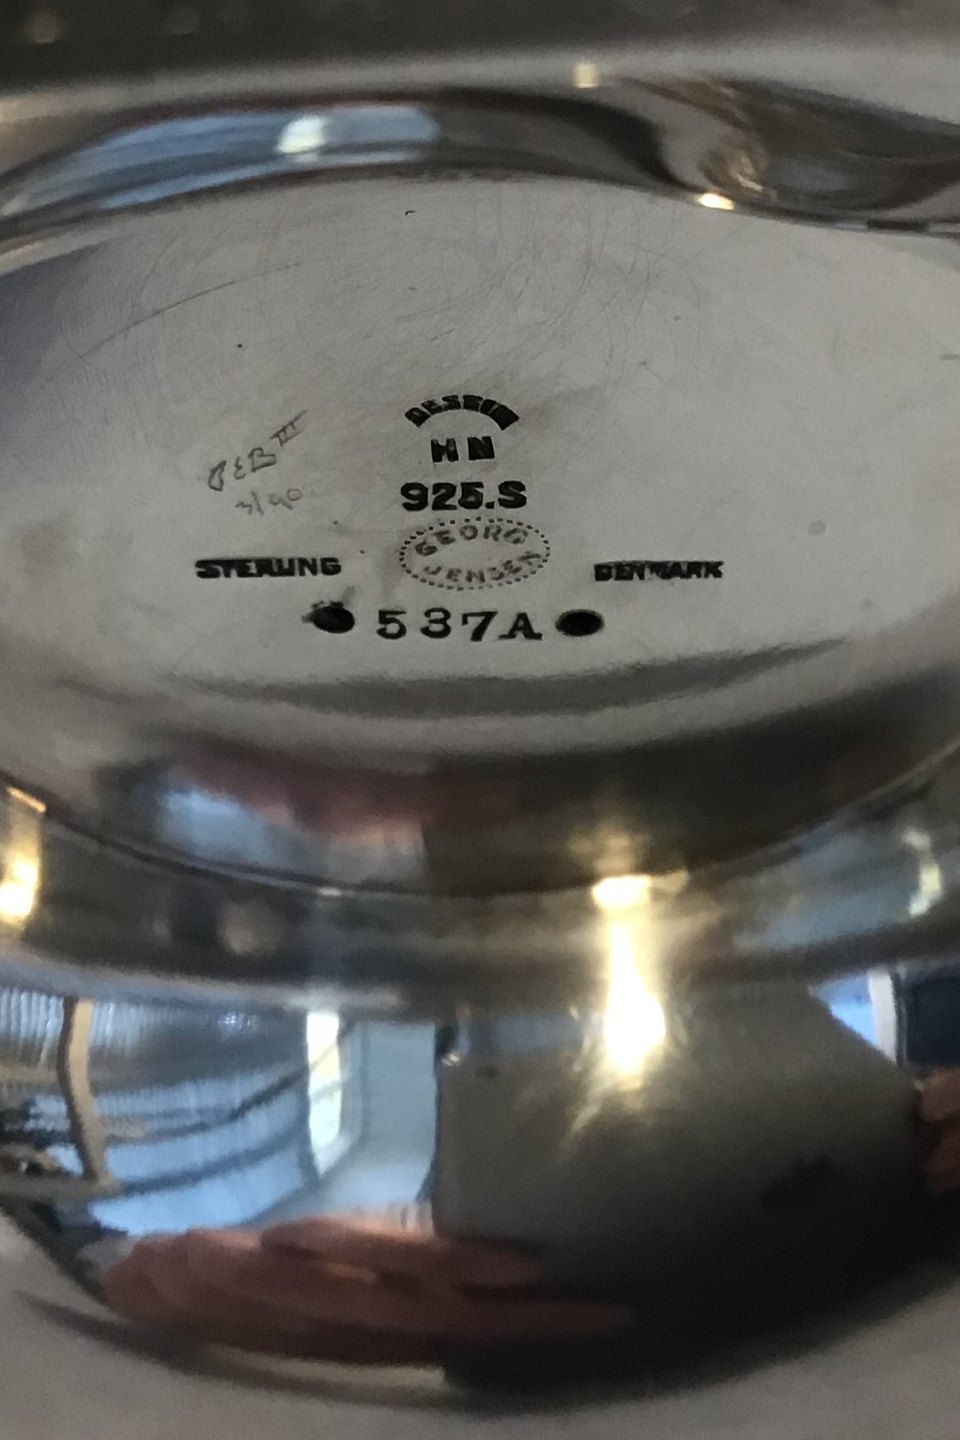 DESSIN
HN
925.S
GEORG
JENSEN
STERLING DENMARK
537A